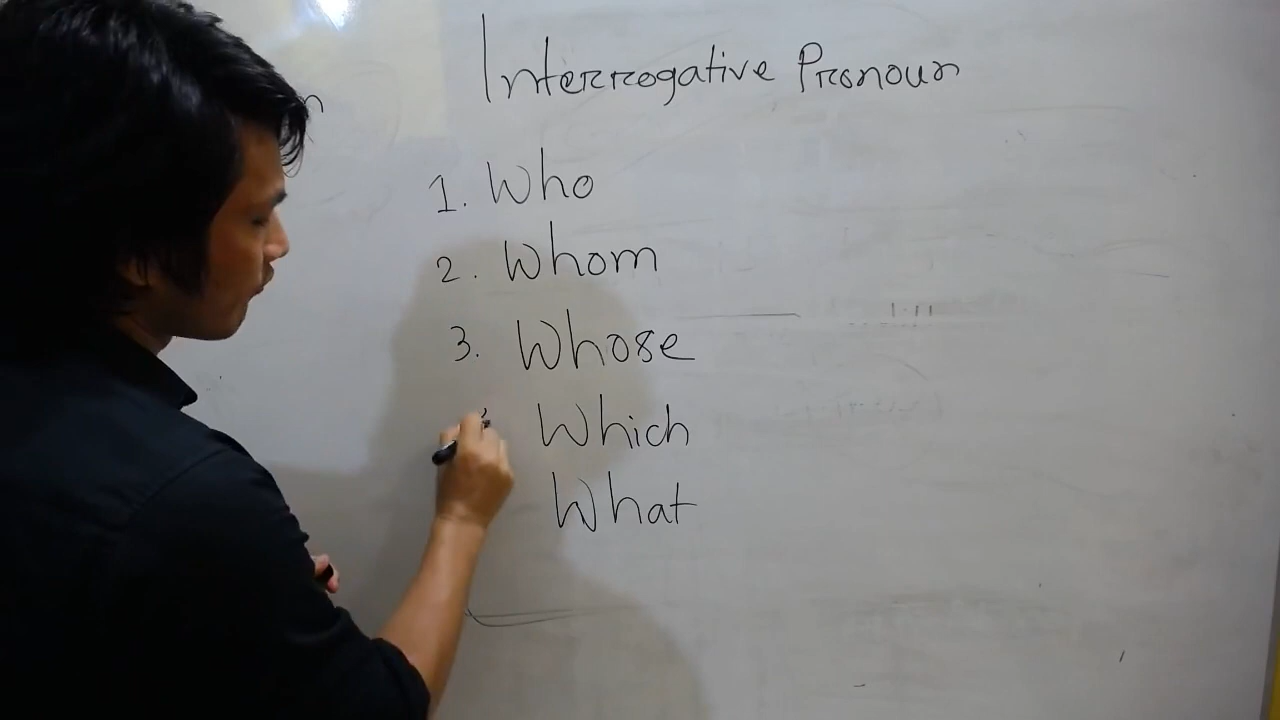 Interrogative Pronoun
1. Who
2. Whom
3. Whose
Which
What